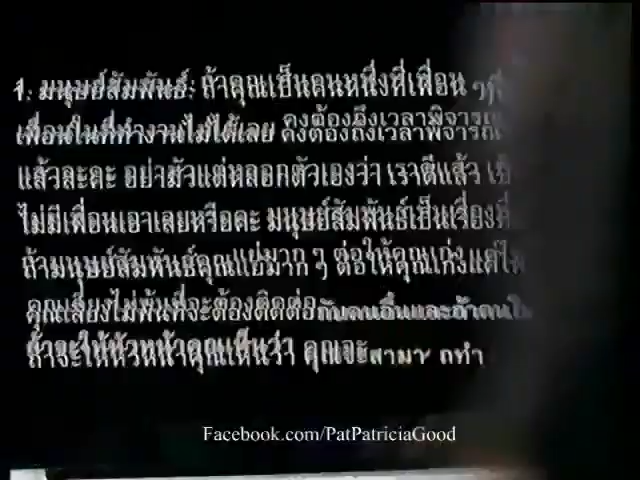 1. มนุษย์สัมพันธ์: ถ้าคุณเป็นคนหนึ่งที่เพื่อน ๆ
เพื่อนในที่ทำงานไม่ได้เลย คงต้องถึงเวลาพิจารณ
แล้วละคะ อย่ามัวแต่หลอกตัวเองว่า เราดีแล้ว
ไม่มีเพื่อนเอาเลยหรือคะ มนุษย์สัมพันธ์เป็นเรื่องที่
ถ้ามนุษย์สัมพันธ์คุณแย่มาก ๆ ต่อให้คุณเก่งแค่ไ
คุณเลี่ยงไม่พ้นที่จะต้องติดต่อกับคนอื่นและถ้าคน
ถ้าจะให้หัวหน้าคุณเห็นว่า คุณจะสามาร ถทำ
Facebook.com/PatPatriciaGood